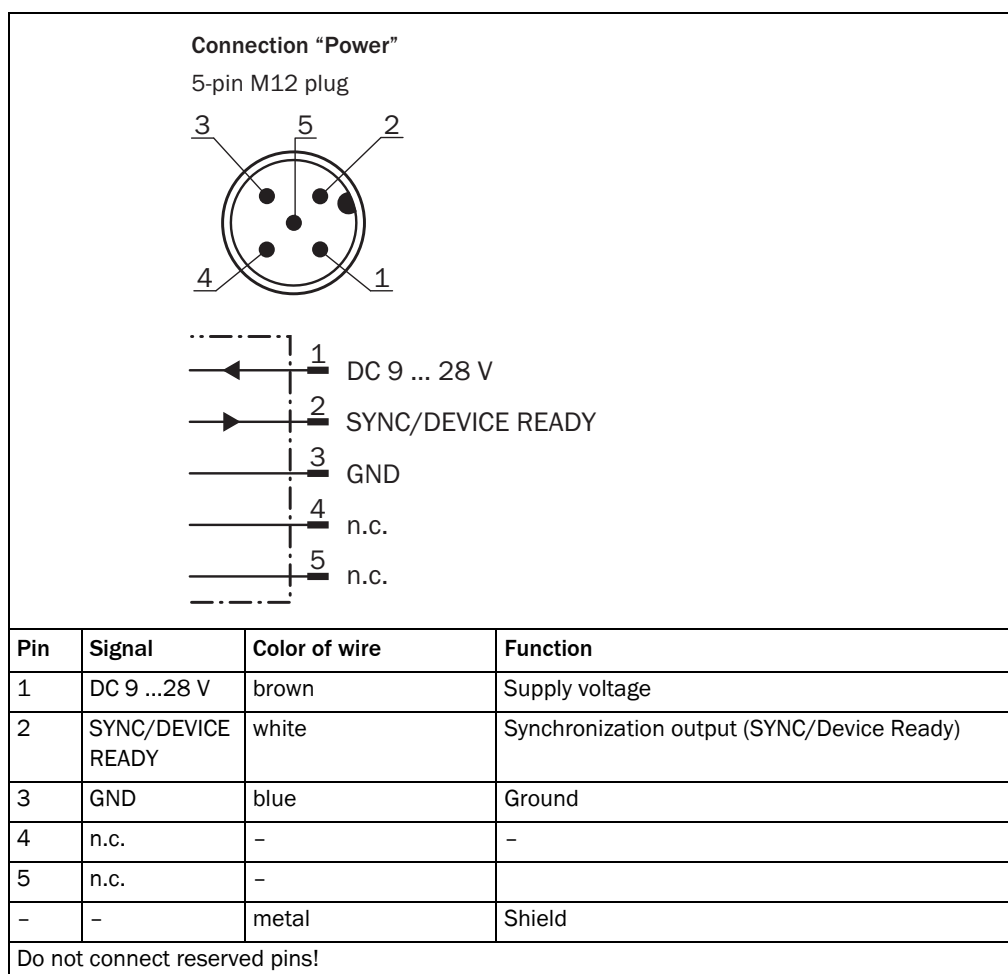 Connection “Power”
5-pin M12 plug
3 5 2
4 1
1 DC 9 ... 28 V
2 SYNC/DEVICE READY
3 GND
4 n.c.
5 n.c.
Pin Signal Color of wire Function
1 DC 9 ...28 V brown Supply voltage
2 SYNC/DEVICE white Synchronization output (SYNC/Device Ready)
READY
3 GND blue Ground
4 n.c. – –
5 n.c. –
– – metal Shield
Do not connect reserved pins!